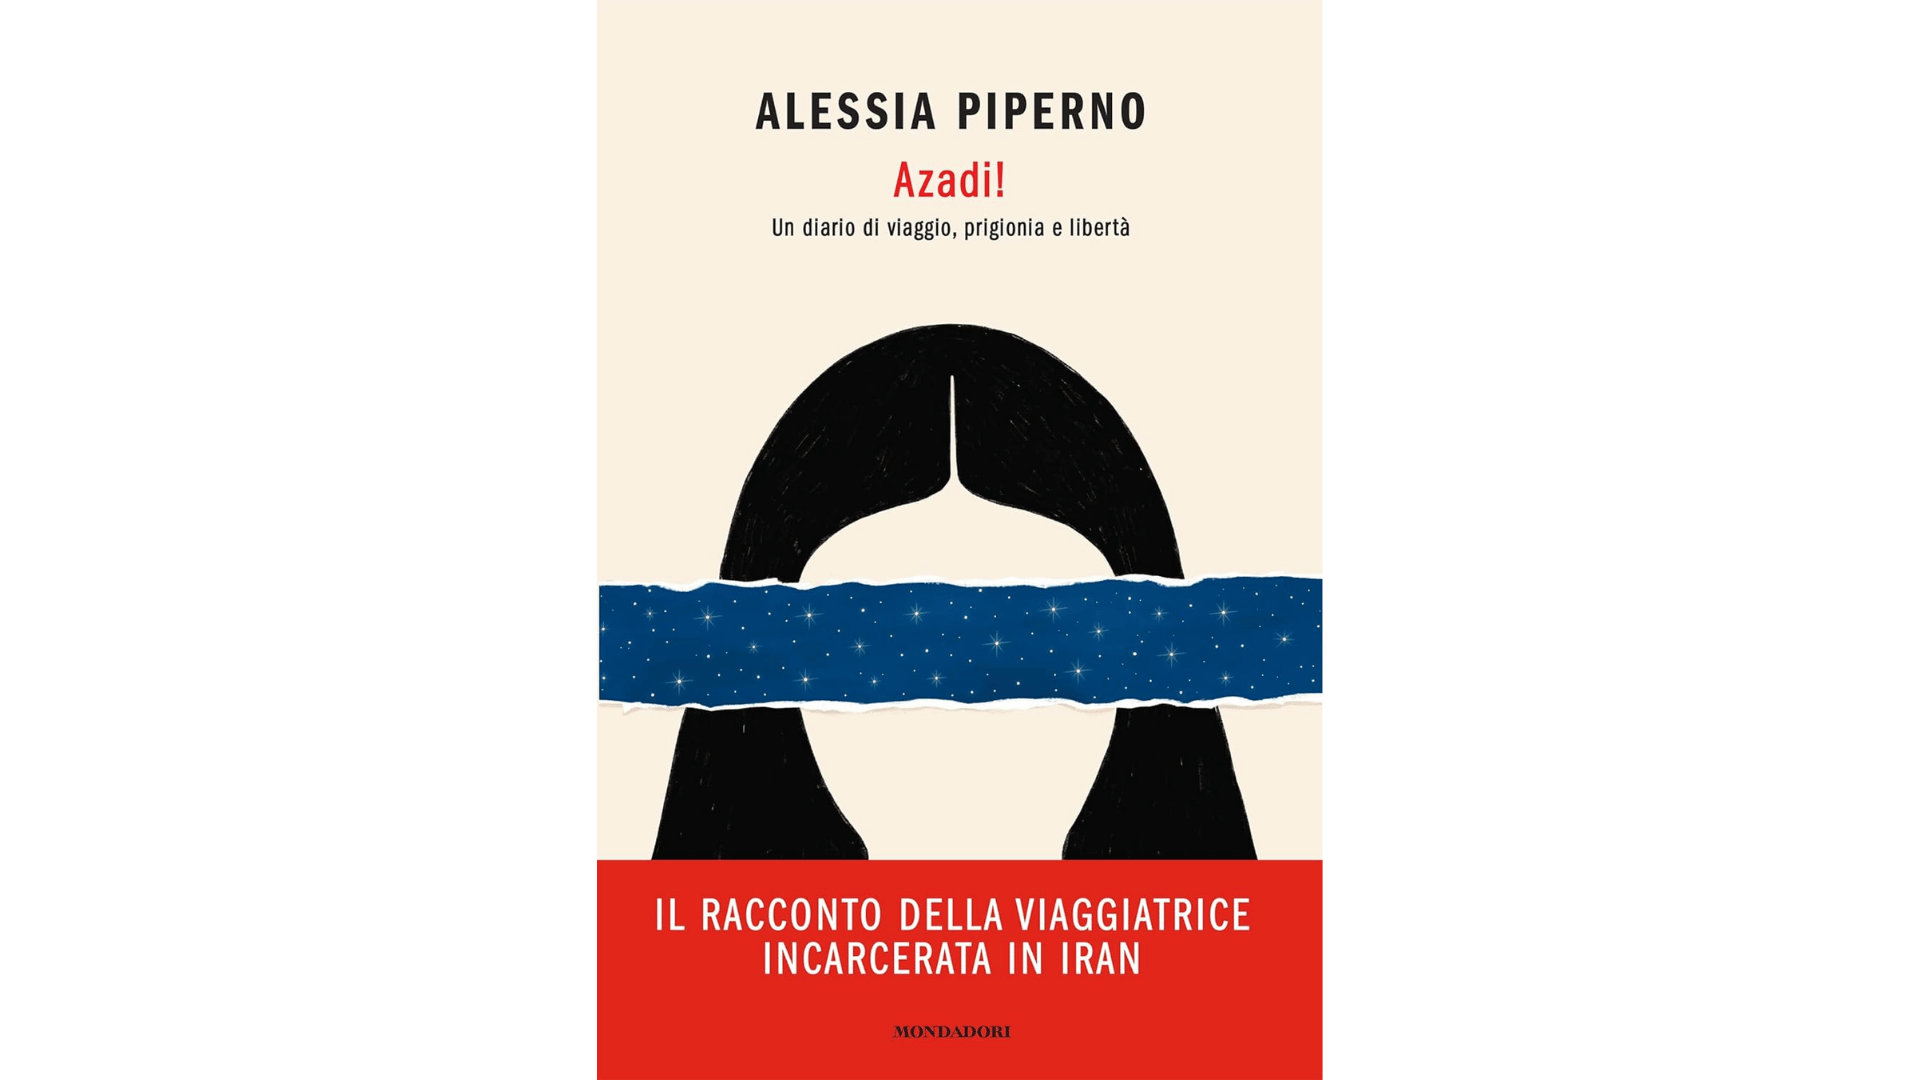 ALESSIA PIPERNO
Azadi!
Un diario di viaggio, prigionia e libertà
IL RACCONTO DELLA VIAGGIATRICE
INCARCERATA IN IRAN
MONDADORI